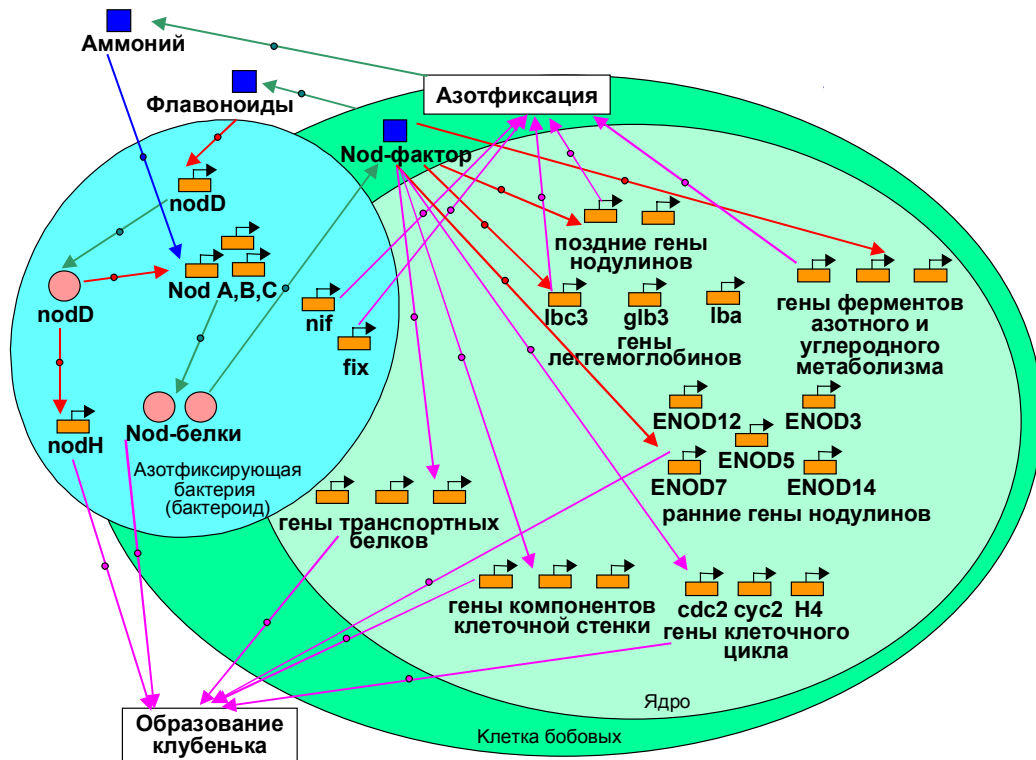 Аммоний
Флавоноиды
Азотфиксация
Nod-фактор
nodD
nodD
Nod A,B,C
nif
fix
nodH
Nod-белки
Азотфиксирующая
бактерия
(бактероид)
поздние гены
нодулинов
lbc3
glb3
lba
гены
леггемоглобинов
гены ферментов
азотного и
углеродного
метаболизма
ENOD12
ENOD3
ENOD5
ENOD7
ENOD14
ранние гены нодулинов
гены транспортных
белков
гены компонентов
клеточной стенки
cdc2 cyc2 H4
гены клеточного
цикла
Ядро
Клетка бобовых
Образование
клубенька